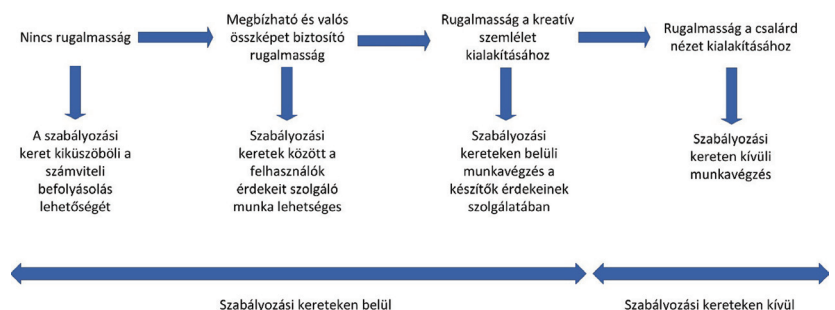 Nincs rugalmasság
Megbízható és valós
összképet biztosító
rugalmasság
Rugalmasság a kreatív
szemlélet
kialakításához
Rugalmasság a csalárd
nézet kialakításához
A szabályozási
keret kiküszöböli a
számviteli
befolyásolás
lehetőségét
Szabályozási
keretek között a
felhasználók
érdekeit szolgáló
munka lehetséges
Szabályozási
kereteken belüli
munkavégzés a
készítők érdekeinek
szolgálatában
Szabályozási
kereten kívüli
munkavégzés
Szabályozási kereteken belül
Szabályozási kereteken kívül